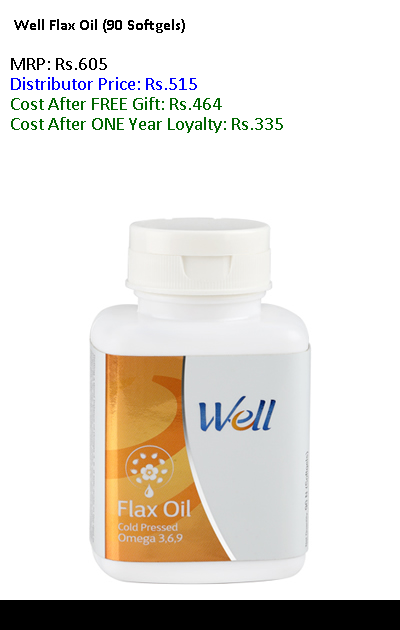 Well Flax Oil (90 Softgels)
MRP: Rs.605
Distributor Price: Rs.515
Cost After FREE Gift: Rs.464
Cost After ONE Year Loyalty: Rs.335
Well
Flax Oil
Cold Pressed
Omega 3,6,9